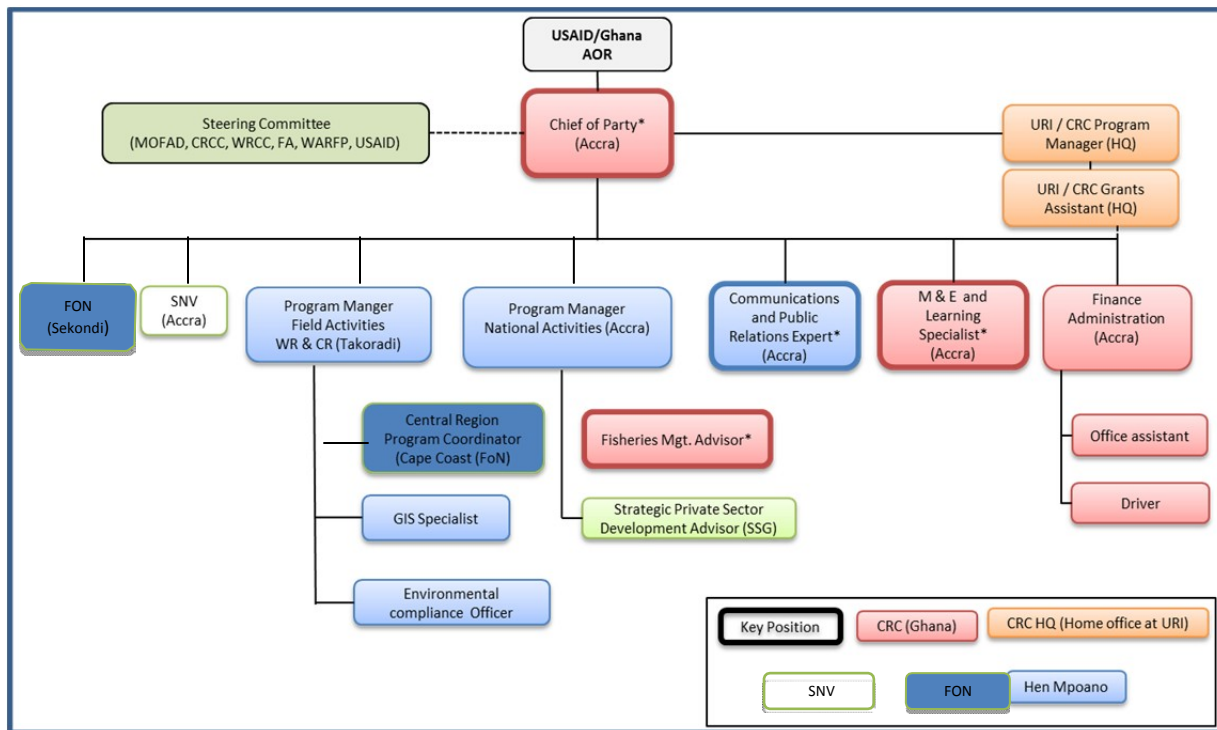 USAID/Ghana
AOR
Steering Committee
(MOFAD, CRCC, WRCC, FA, WARFP, USAID)
Chief of Party*
(Accra)
URI / CRC Program
Manager (HQ)
URI / CRC Grants
Assistant (HQ)
FON
(Sekondi)
SNV
(Accra)
Program Manger
Field Activities
WR & CR (Takoradi)
Program Manager
National Activities (Accra)
Communications
and Public
Relations Expert*
(Accra)
M & E and
Learning
Specialist*
(Accra)
Finance
Administration
(Accra)
Central Region
Program Coordinator
(Cape Coast (FoN)
Fisheries Mgt. Advisor*
Office assistant
GIS Specialist
Strategic Private Sector
Development Advisor (SSG)
Driver
Environmental
compliance Officer
Key Position
CRC (Ghana)
CRC HQ (Home office at URI)
SNV
FON
Hen Mpoano